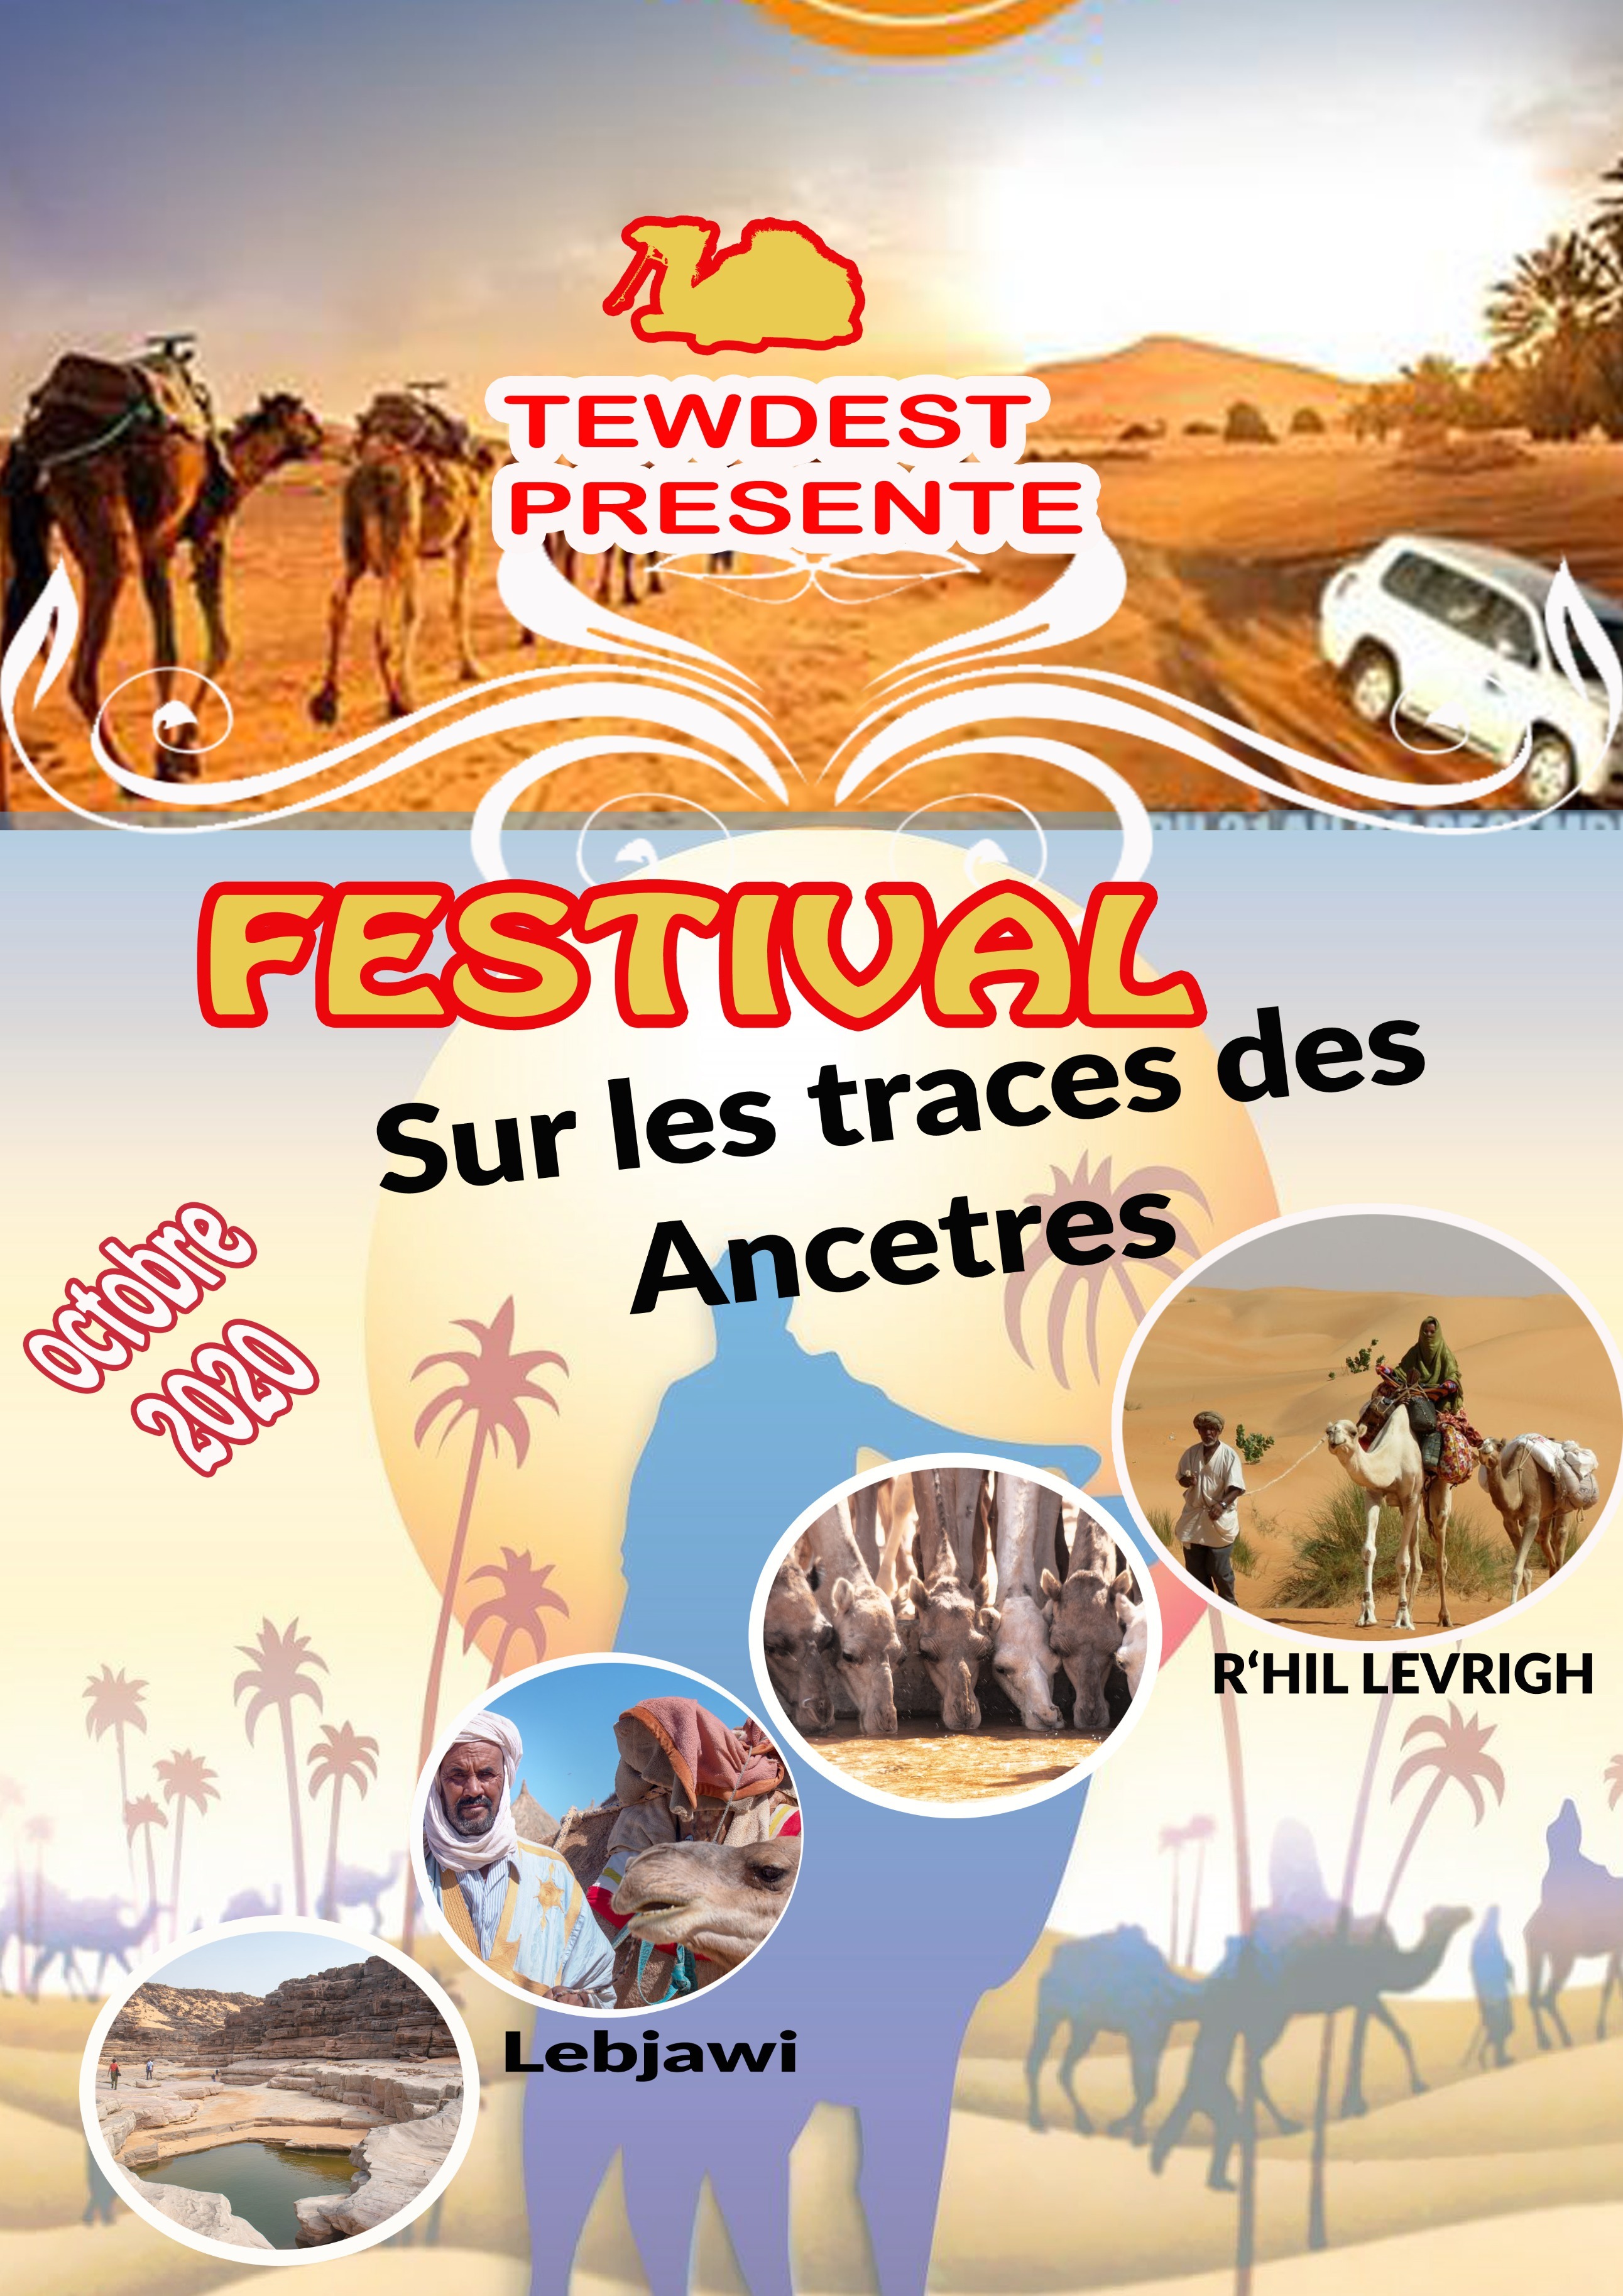 TEWDEST
PRESENTE
FESTIVAL
Sur les traces des
Ancetres
octobre
2020
R‘HIL LEVRIGH
Lebjawi